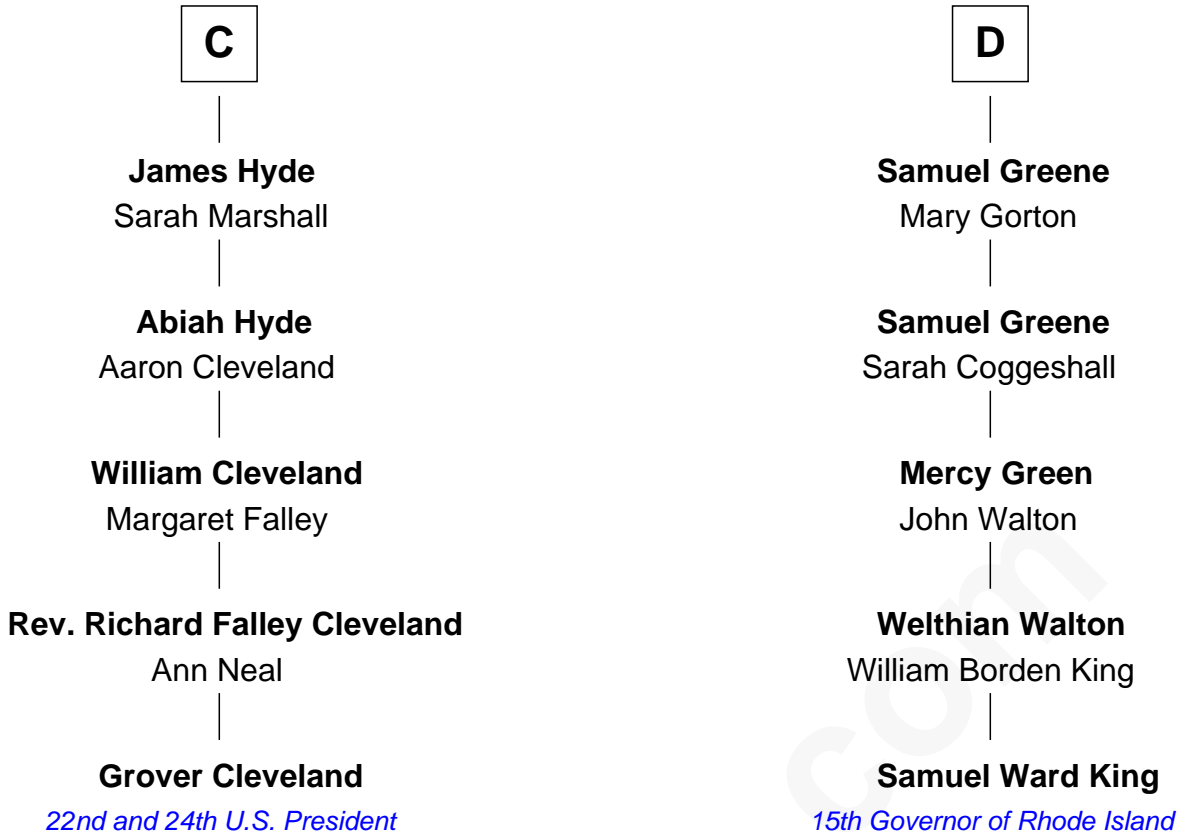 C
James Hyde
Sarah Marshall
Abiah Hyde
Aaron Cleveland
William Cleveland
Margaret Falley
Rev. Richard Falley Cleveland
Ann Neal
Grover Cleveland
22nd and 24th U.S. President
D
Samuel Greene
Mary Gorton
Samuel Greene
Sarah Coggeshall
Mercy Green
John Walton
Welthian Walton
William Borden King
Samuel Ward King
15th Governor of Rhode Island
com